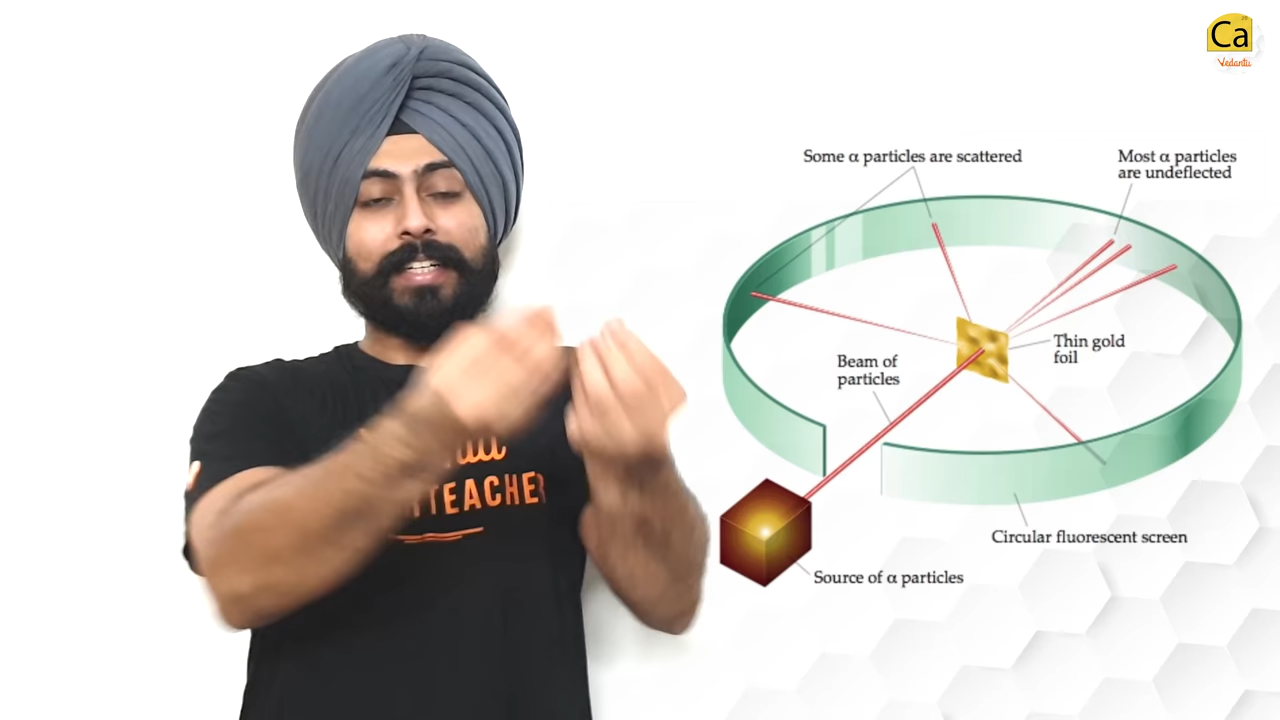 Ca
Vedantu
Some α particles are scattered
Most α particles
are undeflected
Thin gold
foil
Beam of
particles
Circular fluorescent screen
Source of α particles